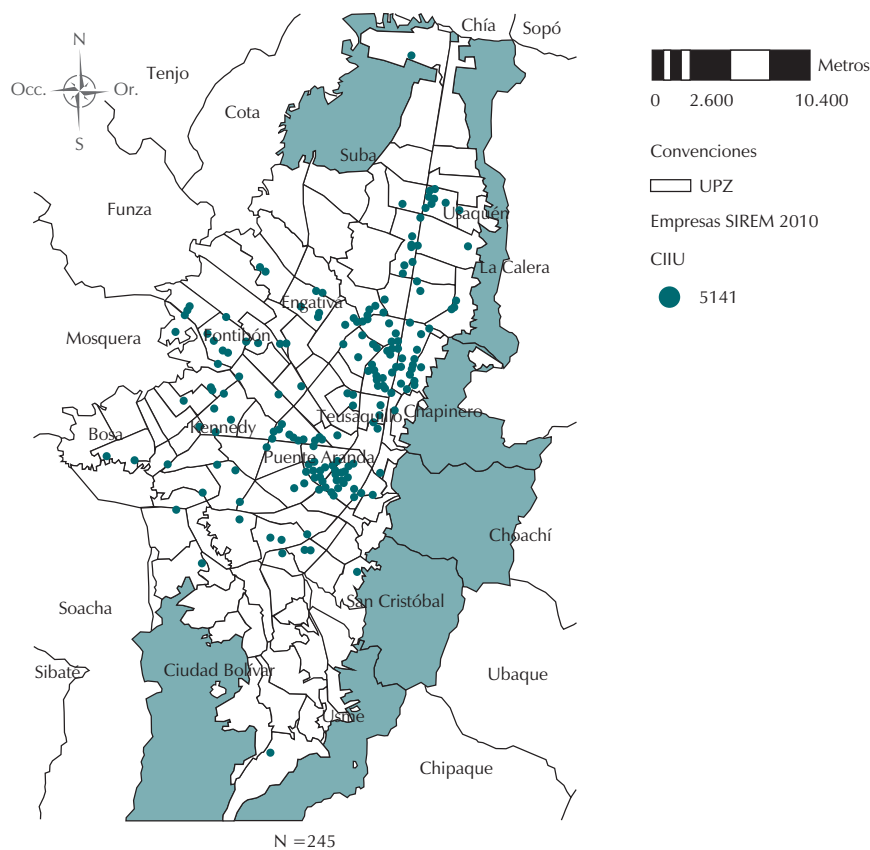 Chía
Sopó
N
Tenjo
Occ.
Or.
Cota
S
Suba
Funza
Usaquén
La Calera
Engativa
Mosquera
Fontibón
Teusaquillo
Chapinero
Bosa
Kennedy
Puente Aranda
Choachí
Soacha
San Cristóbal
Sibaté
Ciudad Bolívar
Ubaque
Usme
Chipaque
N =245
Metros
0 2.600 10.400
Convenciones
UPZ
Empresas SIREM 2010
CIIU
5141